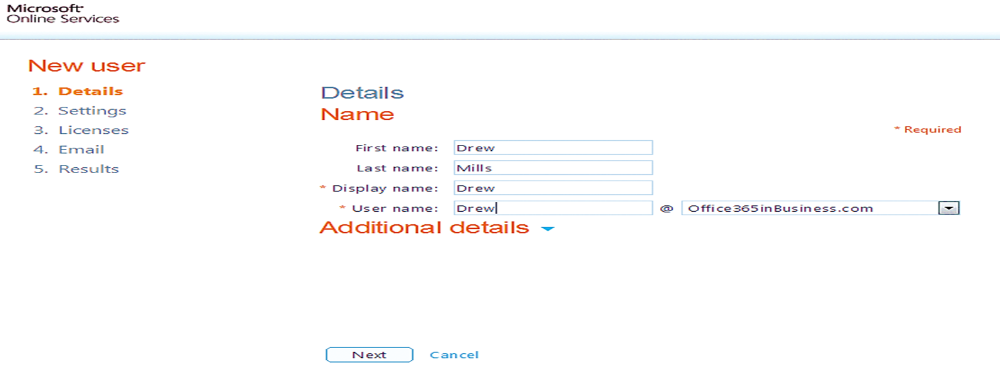 Microsoft
Online Services
New user
1. Details
2. Settings
3. Licenses
4. Email
5. Results
Details
Name
* Required
First name: Drew
Last name: Mills
* Display name: Drew
* User name: Drew @ Office365inBusiness.com
Additional details
Next Cancel